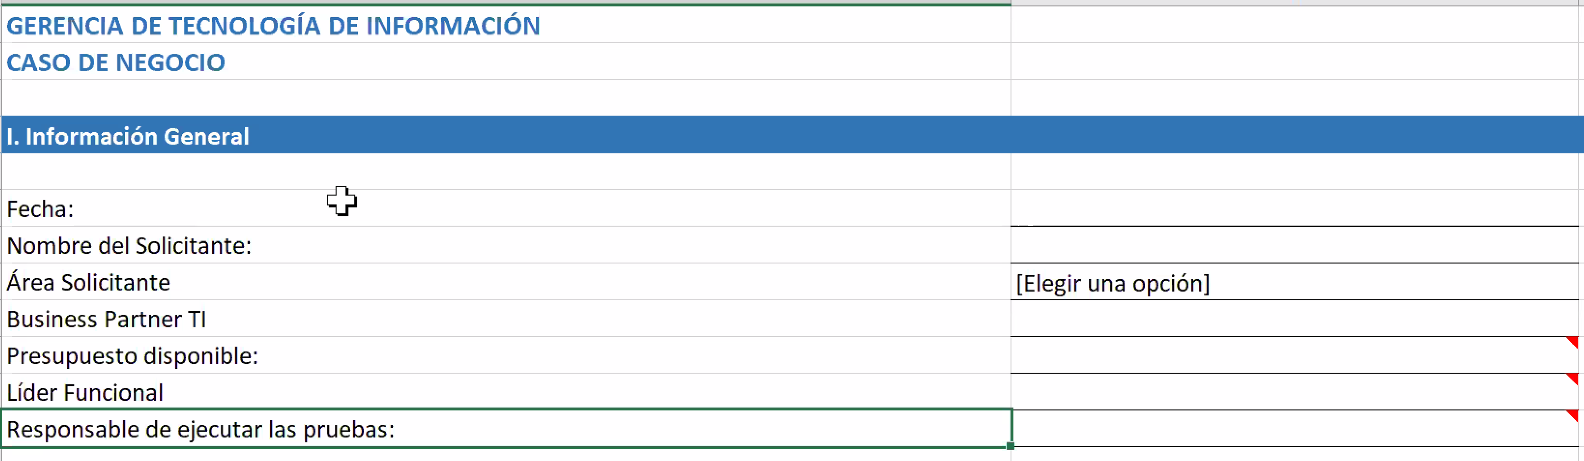 GERENCIA DE TECNOLOGÍA DE INFORMACIÓN
CASO DE NEGOCIO
I. Información General
Fecha:
Nombre del Solicitante:
Área Solicitante [Elegir una opción]
Business Partner TI
Presupuesto disponible:
Líder Funcional
Responsable de ejecutar las pruebas: